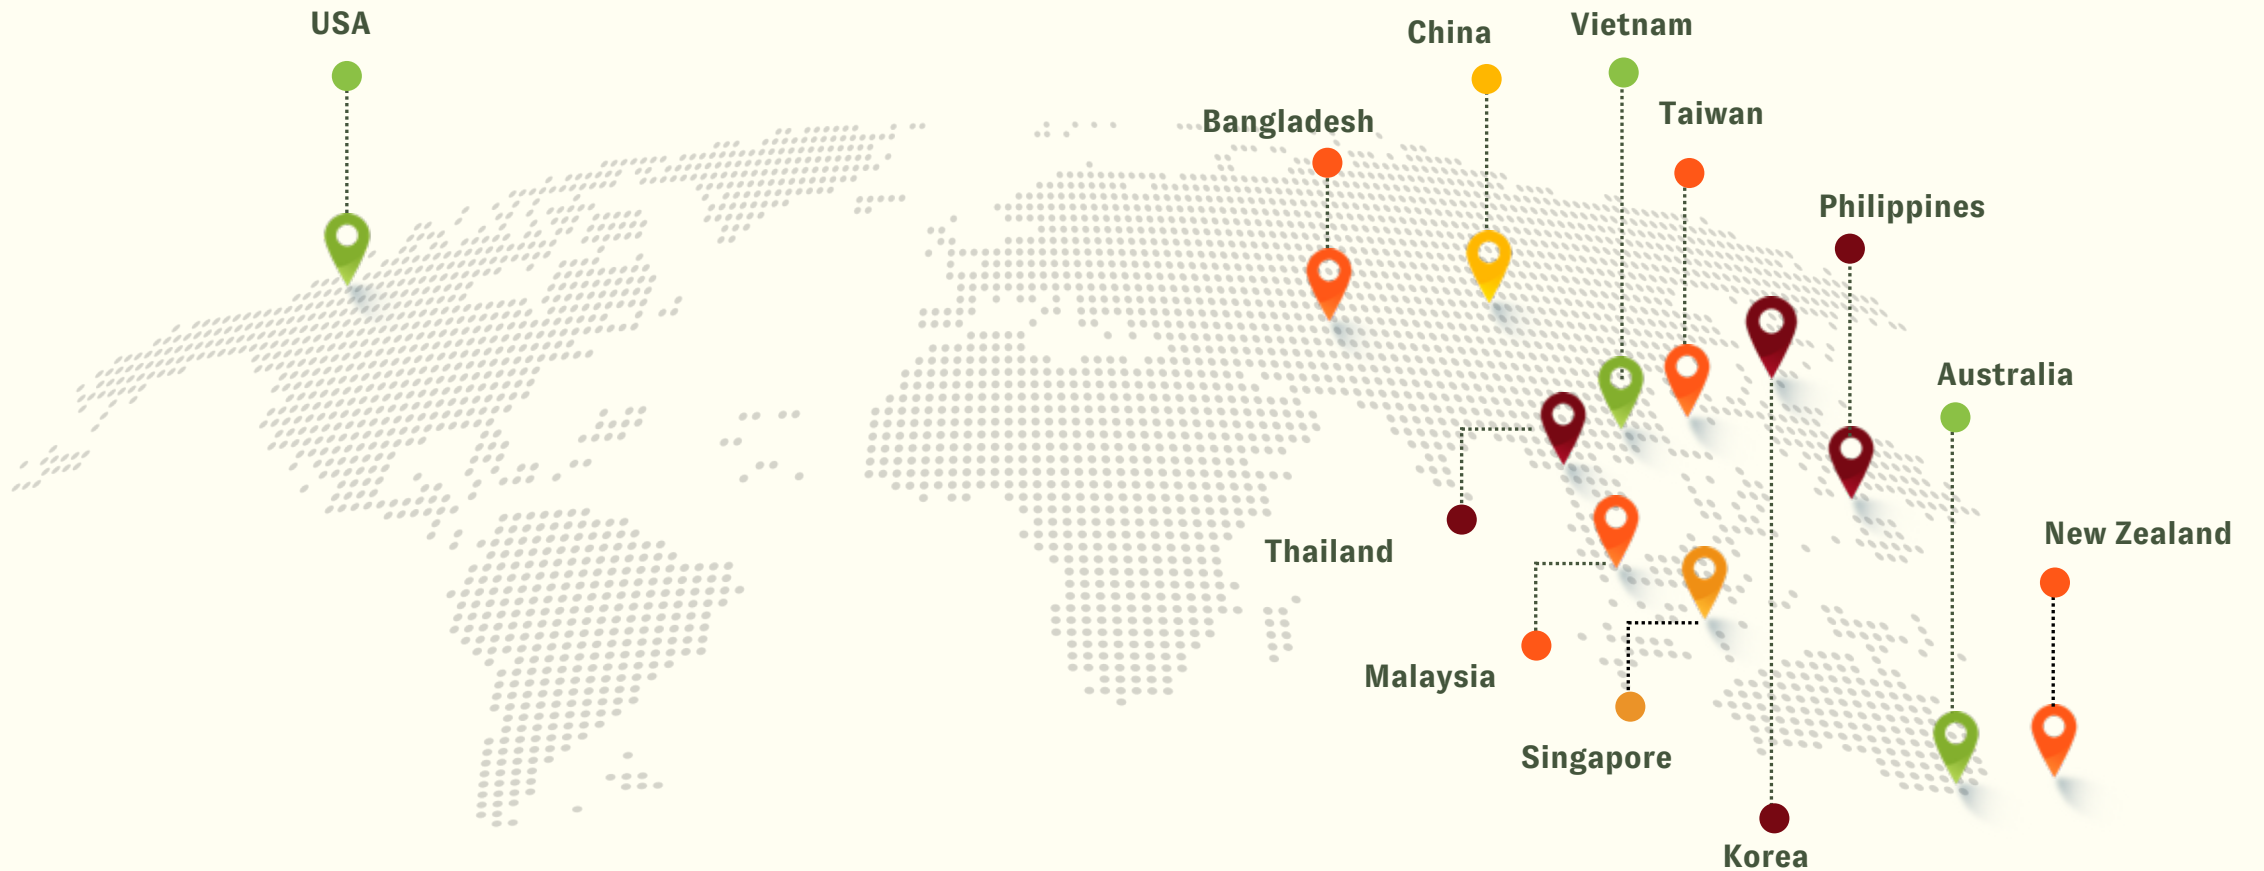 USA
China
Vietnam
Bangladesh
Taiwan
Philippines
Australia
New Zealand
Thailand
Malaysia
Singapore
Korea